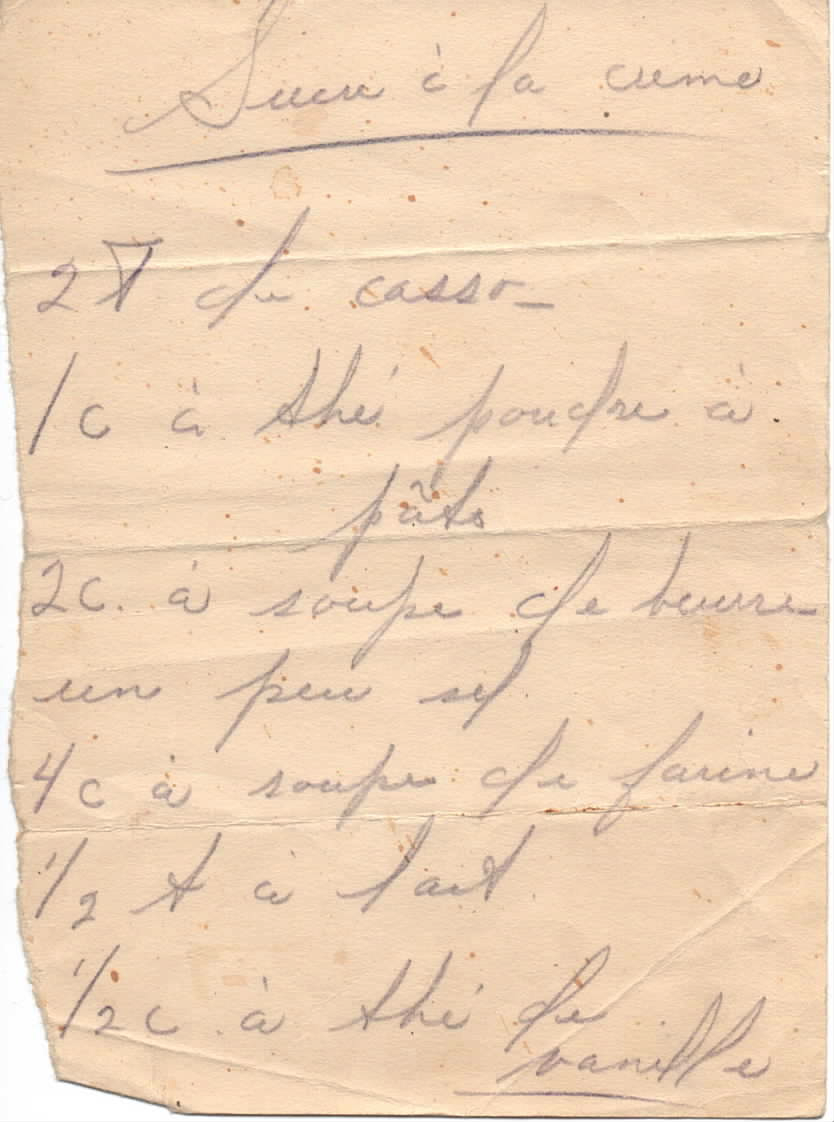 Sucre à la creme
2 T de casso-
1 c à thé poudre à
pâte
2 c. à soupe de beurre
un peu sel
4 c à soupe de farine
1/2 t à lait
1/2 c à thé de
vanille